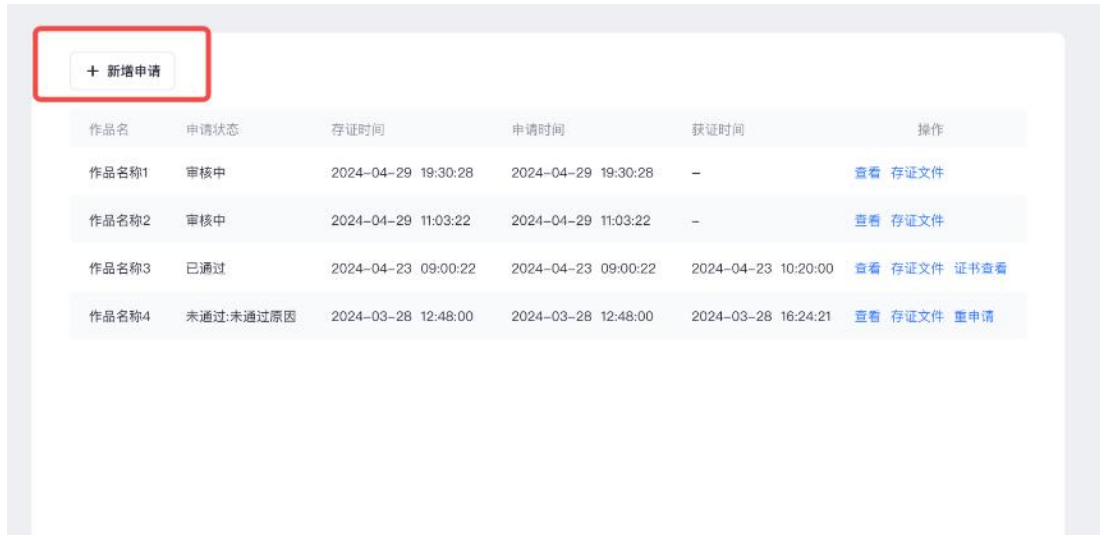 + 新增申请
作品名 申请状态 存证时间 申请时间 获证时间 操作
作品名称1 审核中 2024-04-29 19:30:28 2024-04-29 19:30:28 - 查看 存证文件
作品名称2 审核中 2024-04-29 11:03:22 2024-04-29 11:03:22 - 查看 存证文件
作品名称3 已通过 2024-04-23 09:00:22 2024-04-23 09:00:22 2024-04-23 10:20:00 查看 存证文件 证书查看
作品名称4 未通过:未通过原因 2024-03-28 12:48:00 2024-03-28 12:48:00 2024-03-28 16:24:21 查看 存证文件 重申请